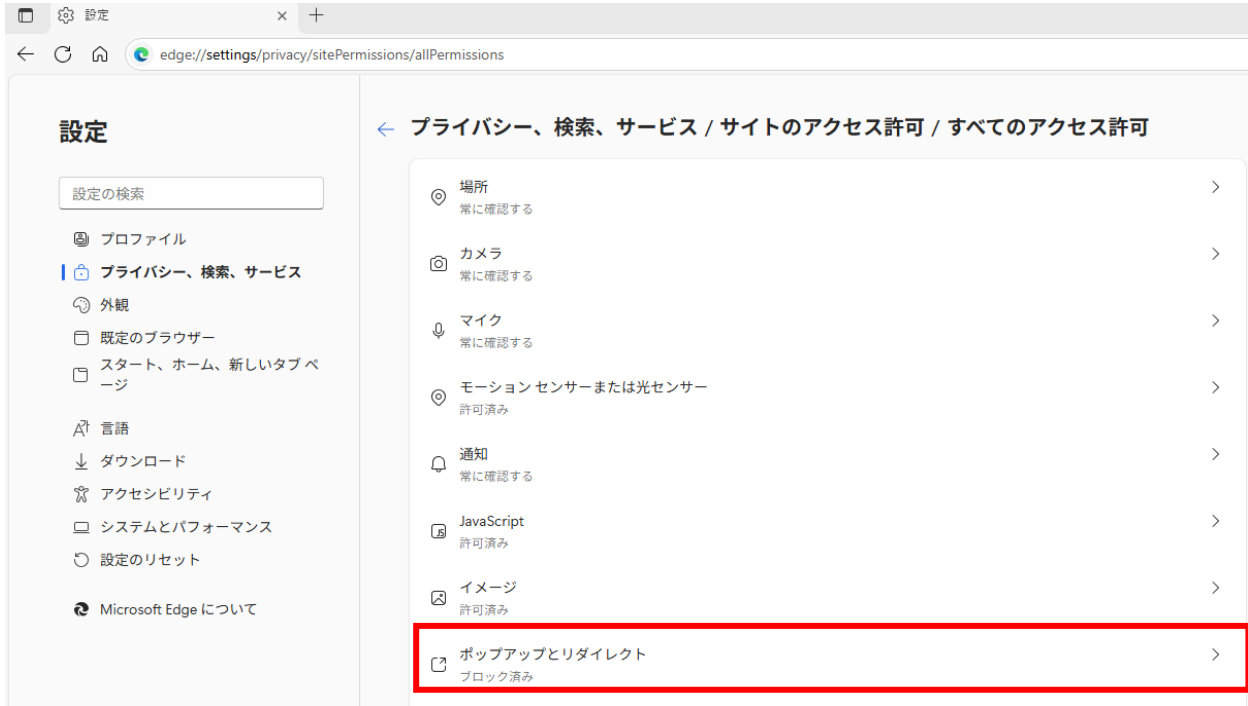 設定
edge://settings/privacy/sitePermissions/allPermissions
設定
設定の検索
プロファイル
プライバシー、検索、サービス
外観
既定のブラウザー
スタート、ホーム、新しいタブ ペ
ージ
言語
ダウンロード
アクセシビリティ
システムとパフォーマンス
設定のリセット
Microsoft Edge について
プライバシー、検索、サービス / サイトのアクセス許可 / すべてのアクセス許可
場所
常に確認する
カメラ
常に確認する
マイク
常に確認する
モーション センサーまたは光センサー
許可済み
通知
常に確認する
JavaScript
許可済み
イメージ
許可済み
ポップアップとリダイレクト
ブロック済み